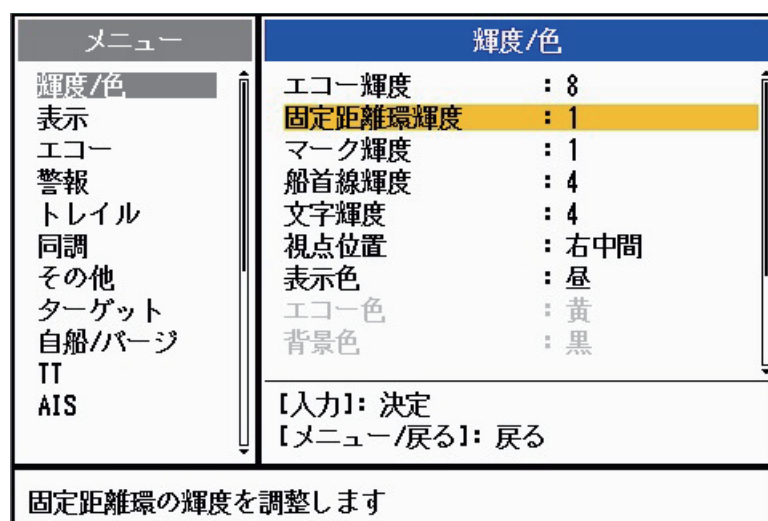 メニュー
輝度/色
表示
エコー
警報
トレイル
同調
その他
ターゲット
自船/バージ
TT
AIS
輝度/色
エコー輝度 : 8
固定距離環輝度 : 1
マーク輝度 : 1
船首線輝度 : 4
文字輝度 : 4
視点位置 : 右中間
表示色 : 昼
エコー色 : 黄
背景色 : 黒
[入力]: 決定
[メニュー/戻る]: 戻る
固定距離環の輝度を調整します